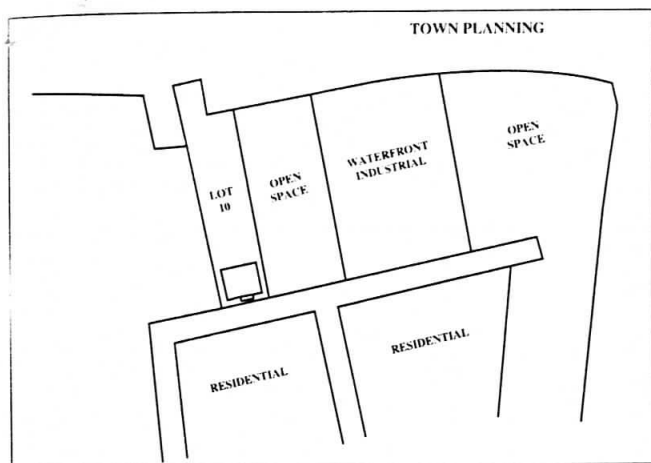 TOWN PLANNING
LOT
10
OPEN
SPACE
WATERFRONT
INDUSTRIAL
OPEN
SPACE
RESIDENTIAL
RESIDENTIAL